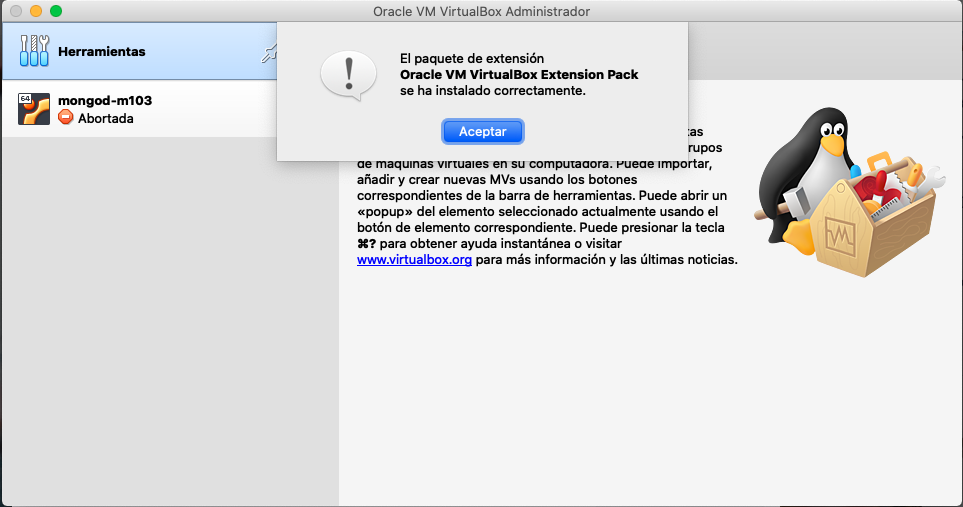 Oracle VM VirtualBox Administrador
Herramientas
El paquete de extensión
Oracle VM VirtualBox Extension Pack
se ha instalado correctamente.
Aceptar
64
mongod-m103
Abortada
tas
rupos
de máquinas virtuales en su computadora. Puede importar,
añadir y crear nuevas MVs usando los botones
correspondientes de la barra de herramientas. Puede abrir un
«popup» del elemento seleccionado actualmente usando el
botón de elemento correspondiente. Puede presionar la tecla
⌘? para obtener ayuda instantánea o visitar
www.virtualbox.org para más información y las últimas noticias.